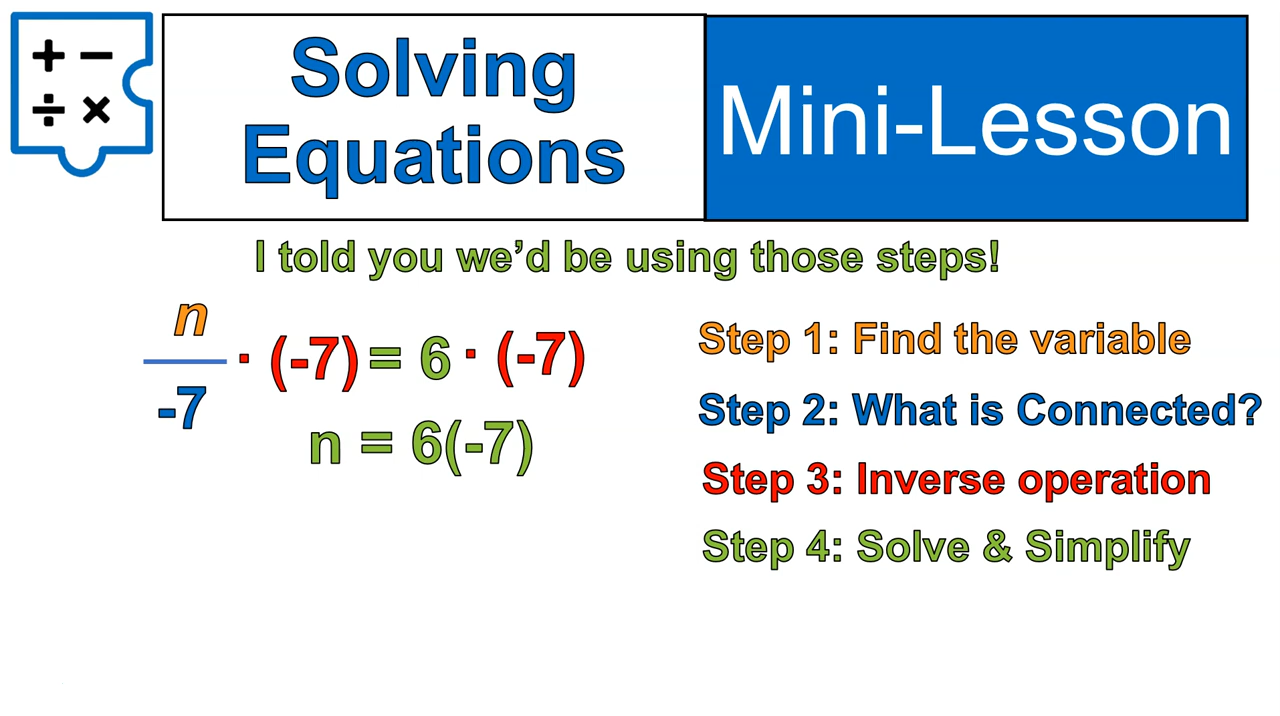 + −
÷ ×
Solving
Equations
Mini-Lesson
I told you we’d be using those steps!
n
· (-7) = 6 · (-7)
-7
n = 6(-7)
Step 1: Find the variable
Step 2: What is Connected?
Step 3: Inverse operation
Step 4: Solve & Simplify